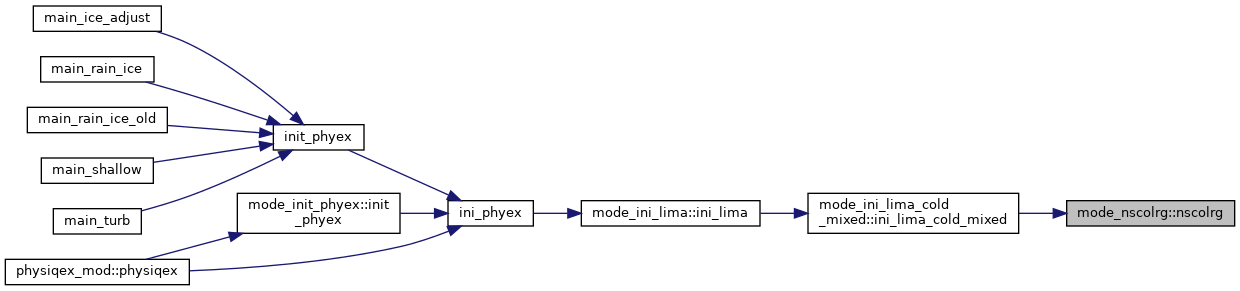 main_ice_adjust
main_rain_ice
main_rain_ice_old
main_shallow
main_turb
physiqex_mod::physiqex
init_phyex
mode_init_phyex::init
_phyex
ini_phyex
mode_ini_lima::ini_lima
mode_ini_lima_cold
_mixed::ini_lima_cold_mixed
mode_nscolrg::nscolrg